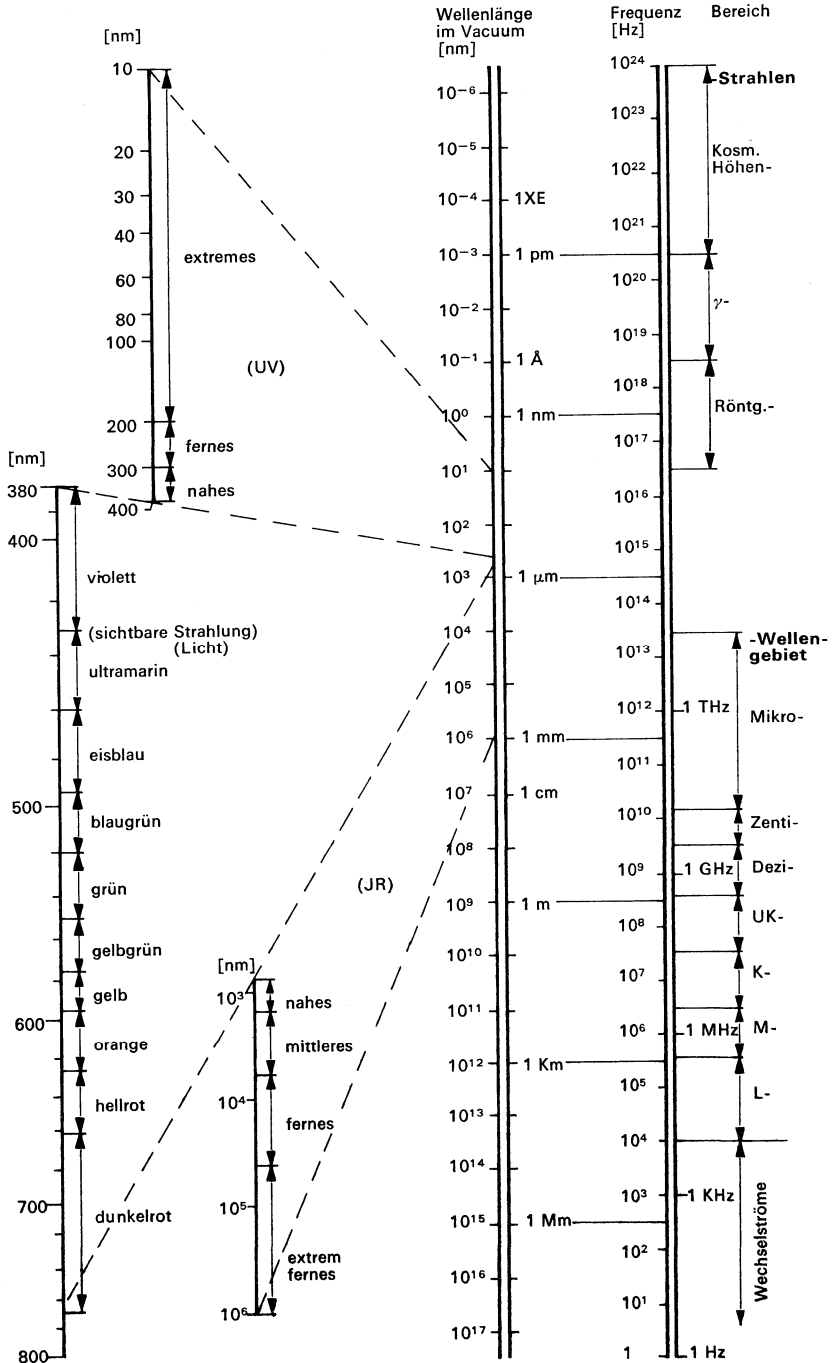 Wellenlänge
im Vacuum
[nm]
Frequenz
[Hz]
Bereich
[nm]
10
20
30
40
60
80
100
200
300
400
extremes
(UV)
fernes
nahes
[nm]
380
400
500
600
700
800
violett
(sichtbare Strahlung)
(Licht)
ultramarin
eisblau
blaugrün
grün
gelbgrün
gelb
orange
hellrot
dunkelrot
(JR)
[nm]
10³
10⁴
10⁵
10⁶
nahes
mittleres
fernes
extrem
fernes
10⁻⁶
10⁻⁵
10⁻⁴ 1XE
10⁻³ 1 pm
10⁻²
10⁻¹ 1 Å
10⁰ 1 nm
10¹
10²
10³ 1 µm
10⁴
10⁵
10⁶ 1 mm
10⁷ 1 cm
10⁸
10⁹ 1 m
10¹⁰
10¹¹
10¹² 1 Km
10¹³
10¹⁴
10¹⁵ 1 Mm
10¹⁶
10¹⁷
10²⁴
10²³
10²²
10²¹
10²⁰
10¹⁹
10¹⁸
10¹⁷
10¹⁶
10¹⁵
10¹⁴
10¹³
10¹² 1 THz
10¹¹
10¹⁰
10⁹ 1 GHz
10⁸
10⁷
10⁶ 1 MHz
10⁵
10⁴
10³ 1 KHz
10²
10¹
1 1 Hz
-Strahlen
Kosm.
Höhen-
γ-
Röntg.-
-Wellen-
gebiet
Mikro-
Zenti-
Dezi-
UK-
K-
M-
L-
Wechselströme